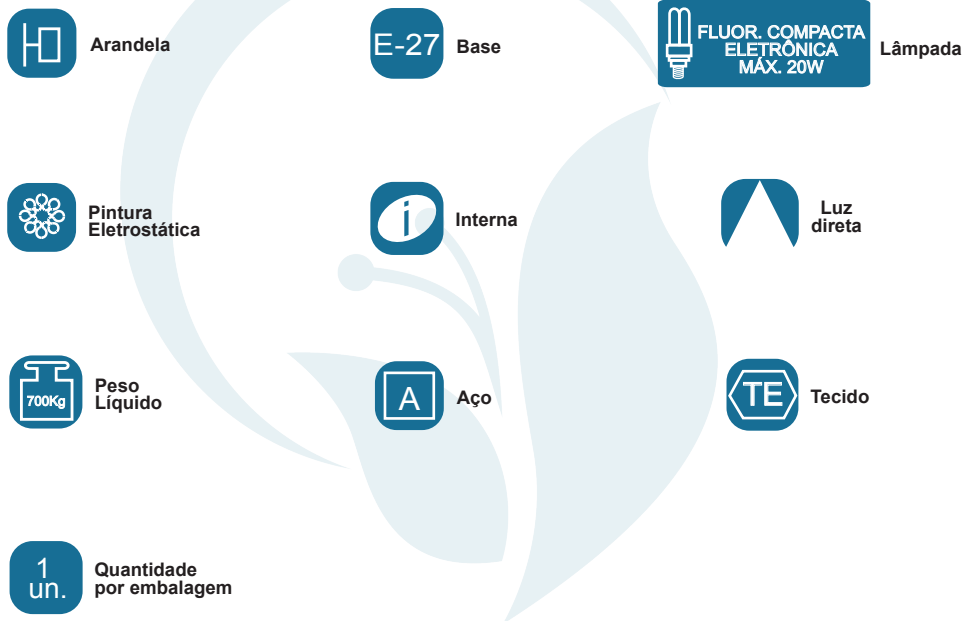 Arandela
E-27
Base
FLUOR. COMPACTA
ELETRÔNICA
MÁX. 20W
Lâmpada
Pintura
Eletrostática
i
Interna
Luz
direta
700Kg
Peso
Líquido
A
Aço
TE
Tecido
1
un.
Quantidade
por embalagem